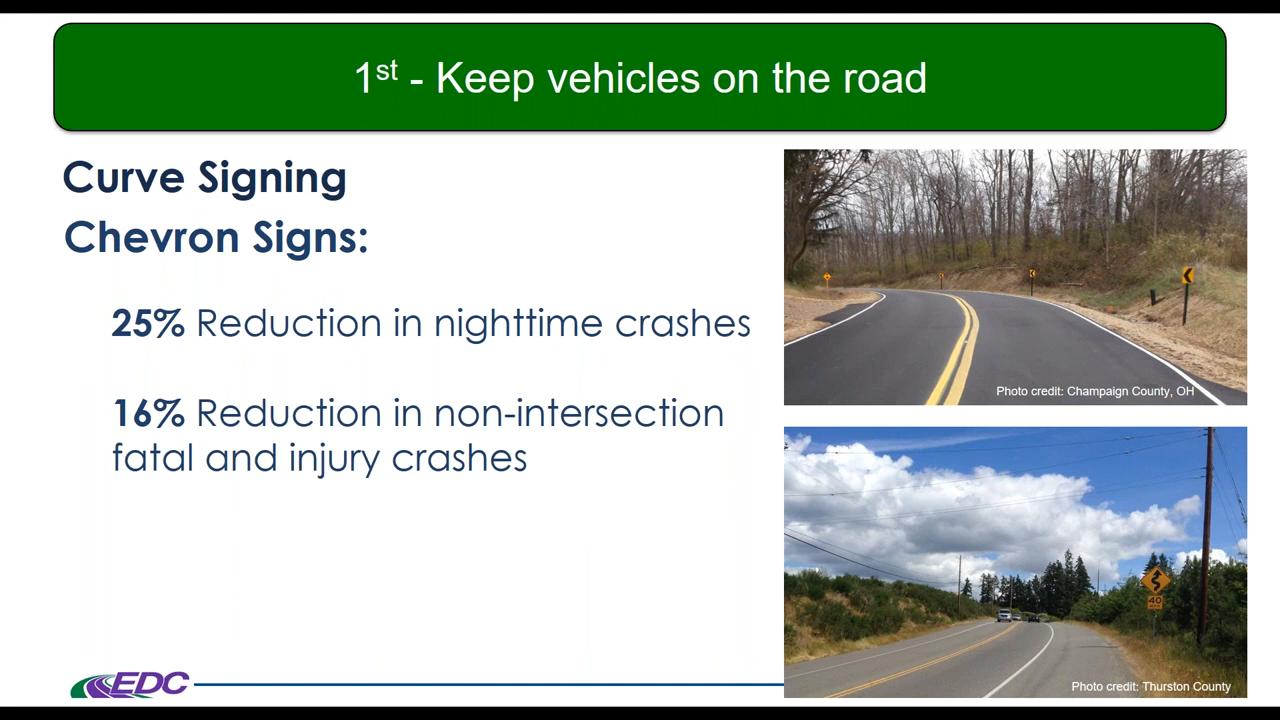 1st - Keep vehicles on the road
Curve Signing
Chevron Signs:
25% Reduction in nighttime crashes
16% Reduction in non-intersection
fatal and injury crashes
Photo credit: Champaign County, OH
40
Photo credit: Thurston County
EDC